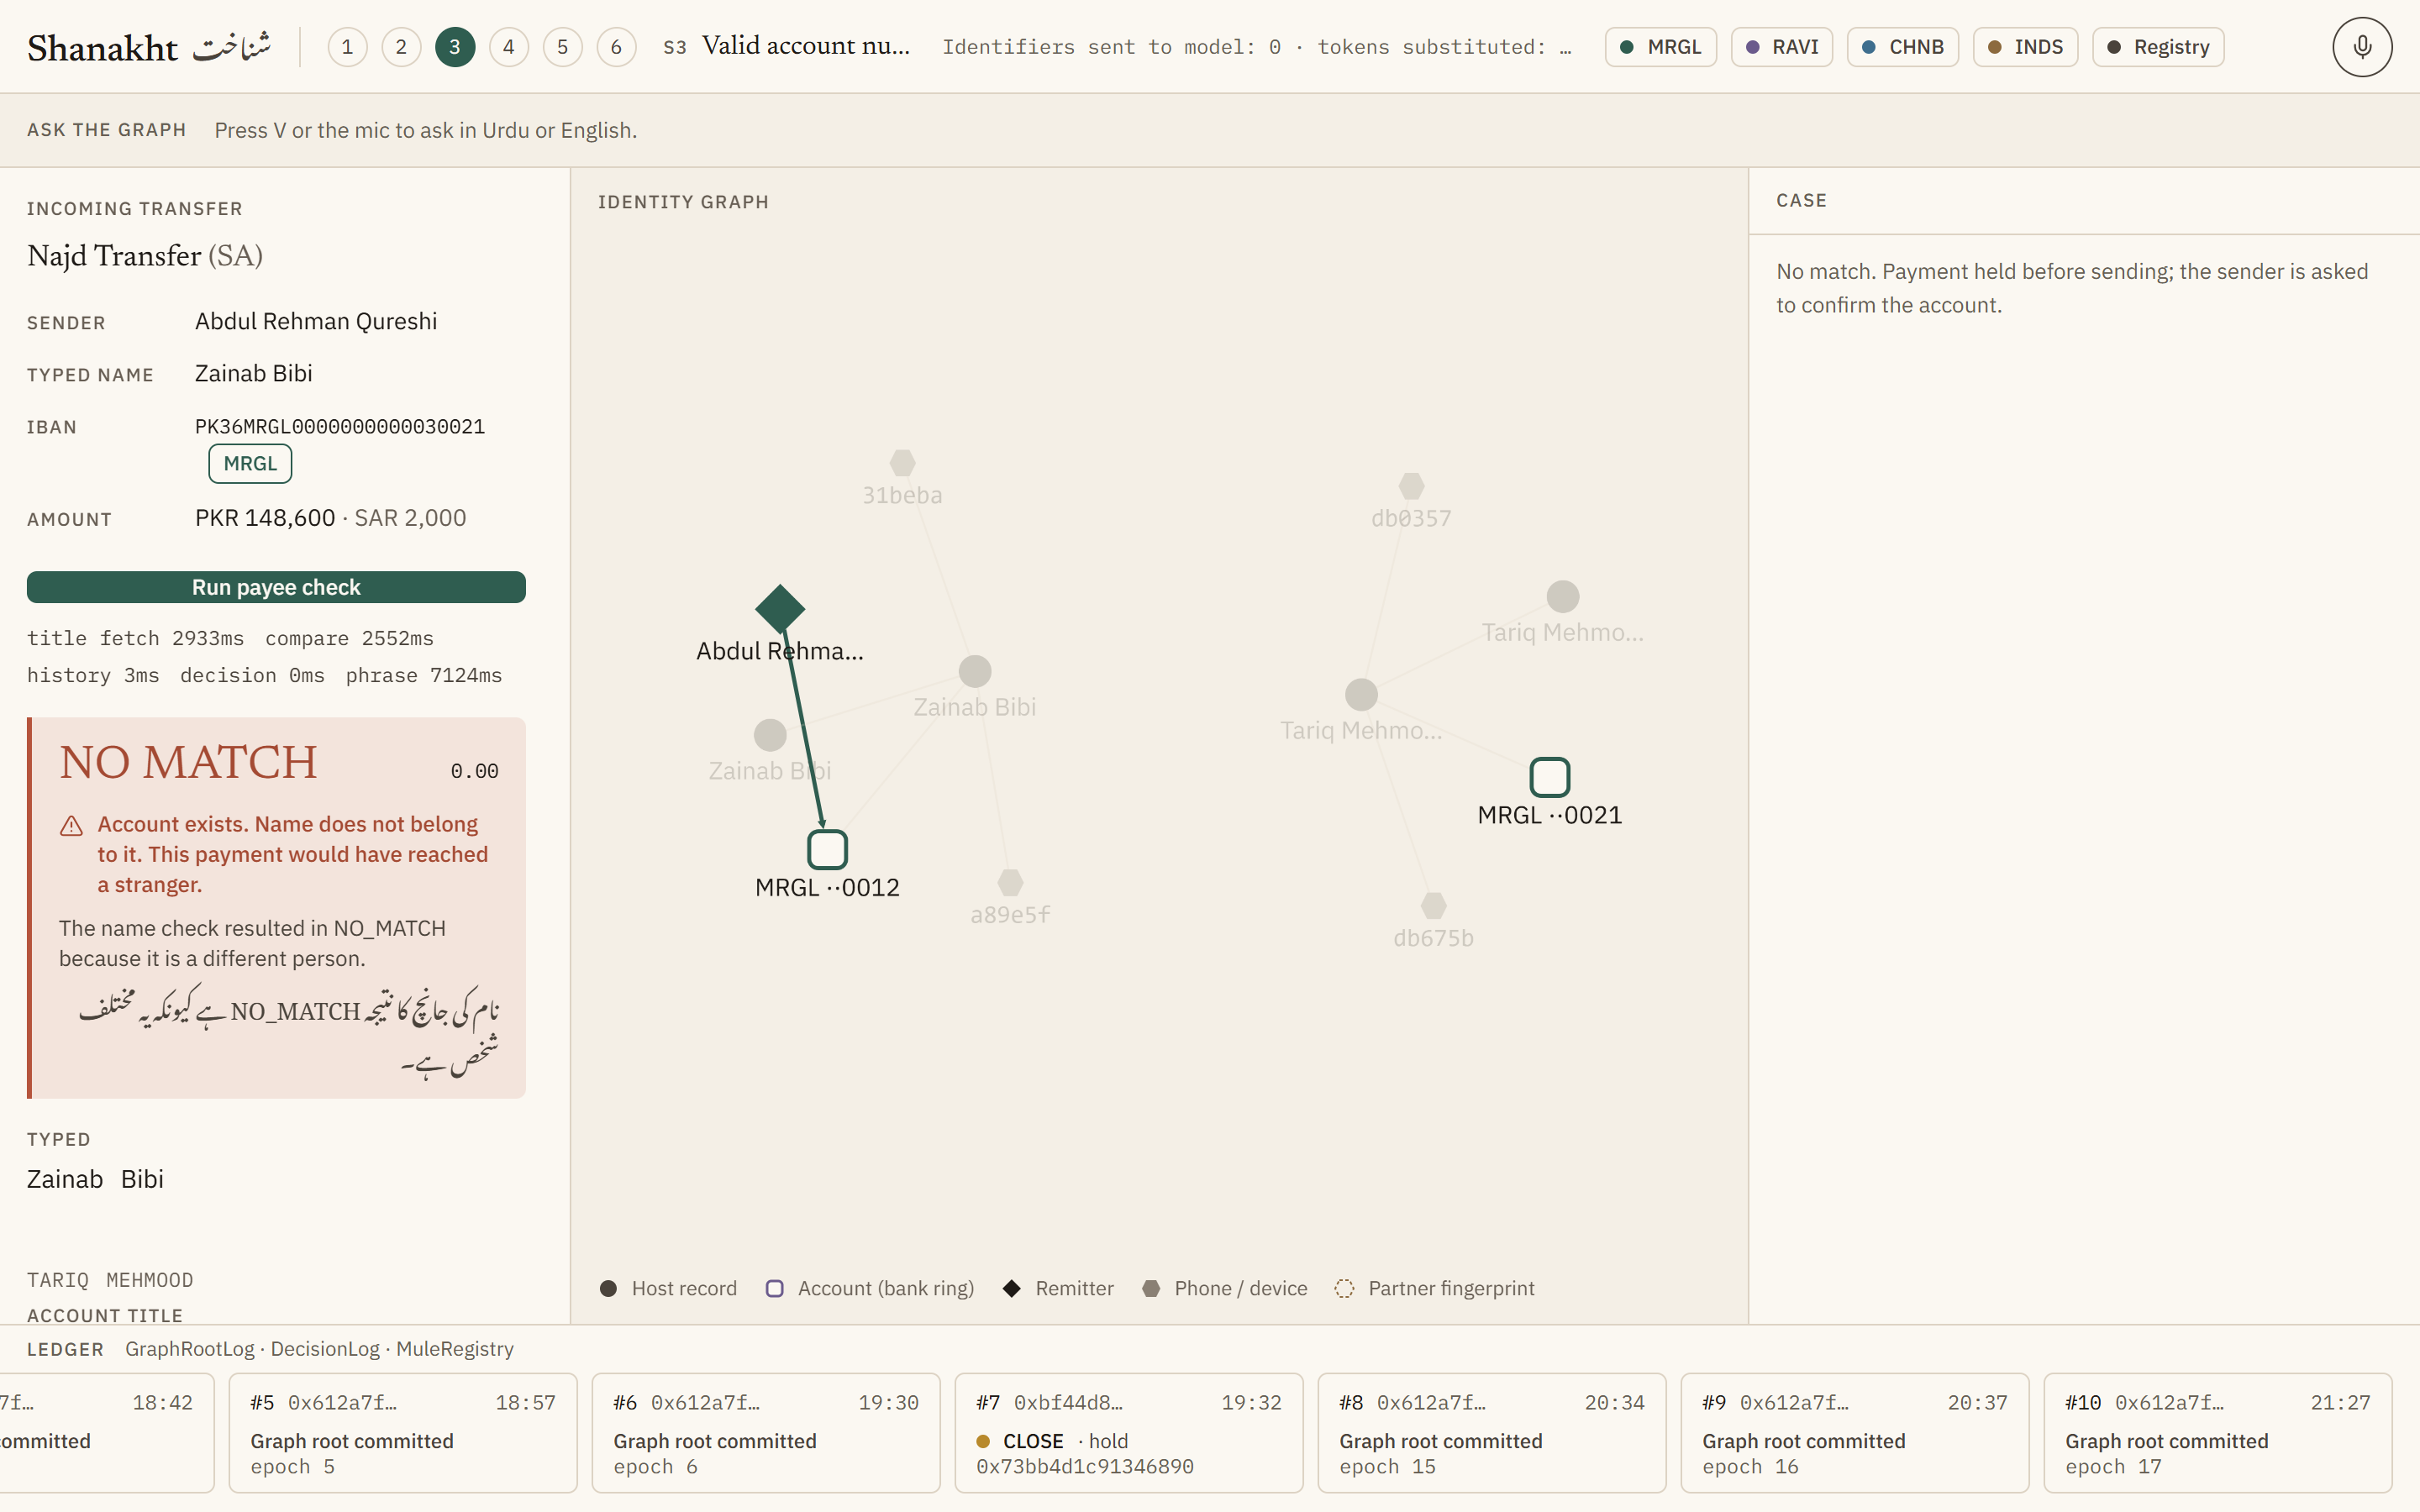 Shanakht شناخت
1 2 3 4 5 6
S3 Valid account nu...
Identifiers sent to model: 0 · tokens substituted: …
MRGL RAVI CHNB INDS Registry
ASK THE GRAPH Press V or the mic to ask in Urdu or English.
INCOMING TRANSFER
Najd Transfer (SA)
SENDER Abdul Rehman Qureshi
TYPED NAME Zainab Bibi
IBAN PK36MRGL0000000000030021
MRGL
AMOUNT PKR 148,600 · SAR 2,000
Run payee check
title fetch 2933ms compare 2552ms
history 3ms decision 0ms phrase 7124ms
NO MATCH 0.00
Account exists. Name does not belong
to it. This payment would have reached
a stranger.
The name check resulted in NO_MATCH
because it is a different person.
نام کی جانچ کا نتیجہ NO_MATCH ہے کیونکہ یہ مختلف
شخص ہے۔
TYPED
Zainab Bibi
TARIQ MEHMOOD
ACCOUNT TITLE
IDENTITY GRAPH
31beba
db0357
Tariq Mehmo...
Abdul Rehma...
Zainab Bibi
Tariq Mehmo...
Zainab Bibi
MRGL ··0021
MRGL ··0012
a89e5f
db675b
Host record Account (bank ring) Remitter Phone / device Partner fingerprint
CASE
No match. Payment held before sending; the sender is asked
to confirm the account.
LEDGER GraphRootLog · DecisionLog · MuleRegistry
7f… 18:42
ommitted
#5 0x612a7f… 18:57
Graph root committed
epoch 5
#6 0x612a7f… 19:30
Graph root committed
epoch 6
#7 0xbf44d8… 19:32
CLOSE · hold
0x73bb4d1c91346890
#8 0x612a7f… 20:34
Graph root committed
epoch 15
#9 0x612a7f… 20:37
Graph root committed
epoch 16
#10 0x612a7f… 21:27
Graph root committed
epoch 17